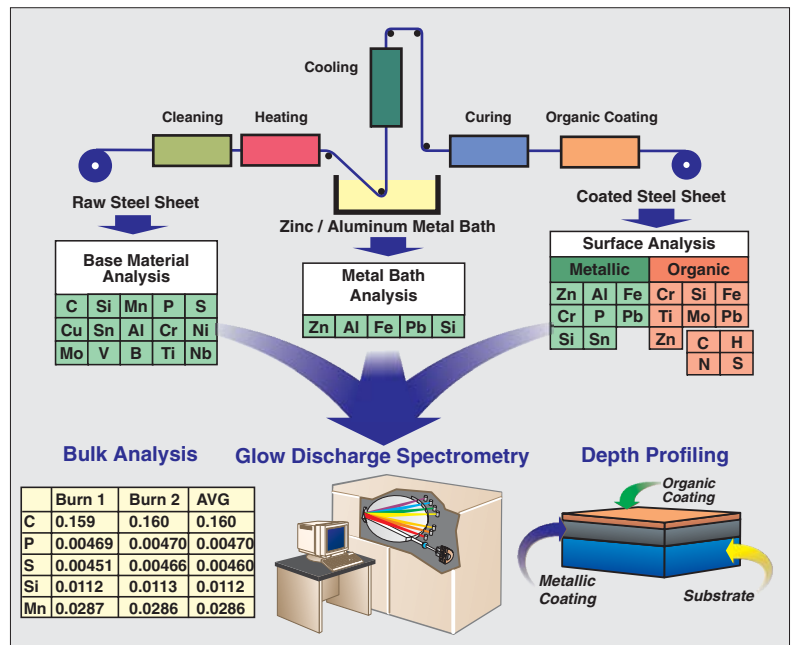 Cooling
Cleaning
Heating
Curing
Organic Coating
Raw Steel Sheet
Zinc / Aluminum Metal Bath
Coated Steel Sheet
Base Material
Analysis
C Si Mn P S
Cu Sn Al Cr Ni
Mo V B Ti Nb
Metal Bath
Analysis
Zn Al Fe Pb Si
Surface Analysis
Metallic Organic
Zn Al Fe Cr Si Fe
Cr P Pb Ti Mo Pb
Si Sn Zn C H
N S
Bulk Analysis
Glow Discharge Spectrometry
Depth Profiling
Burn 1 Burn 2 AVG
C 0.159 0.160 0.160
P 0.00469 0.00470 0.00470
S 0.00451 0.00466 0.00460
Si 0.0112 0.0113 0.0112
Mn 0.0287 0.0286 0.0286
Organic
Coating
Metallic
Coating
Substrate